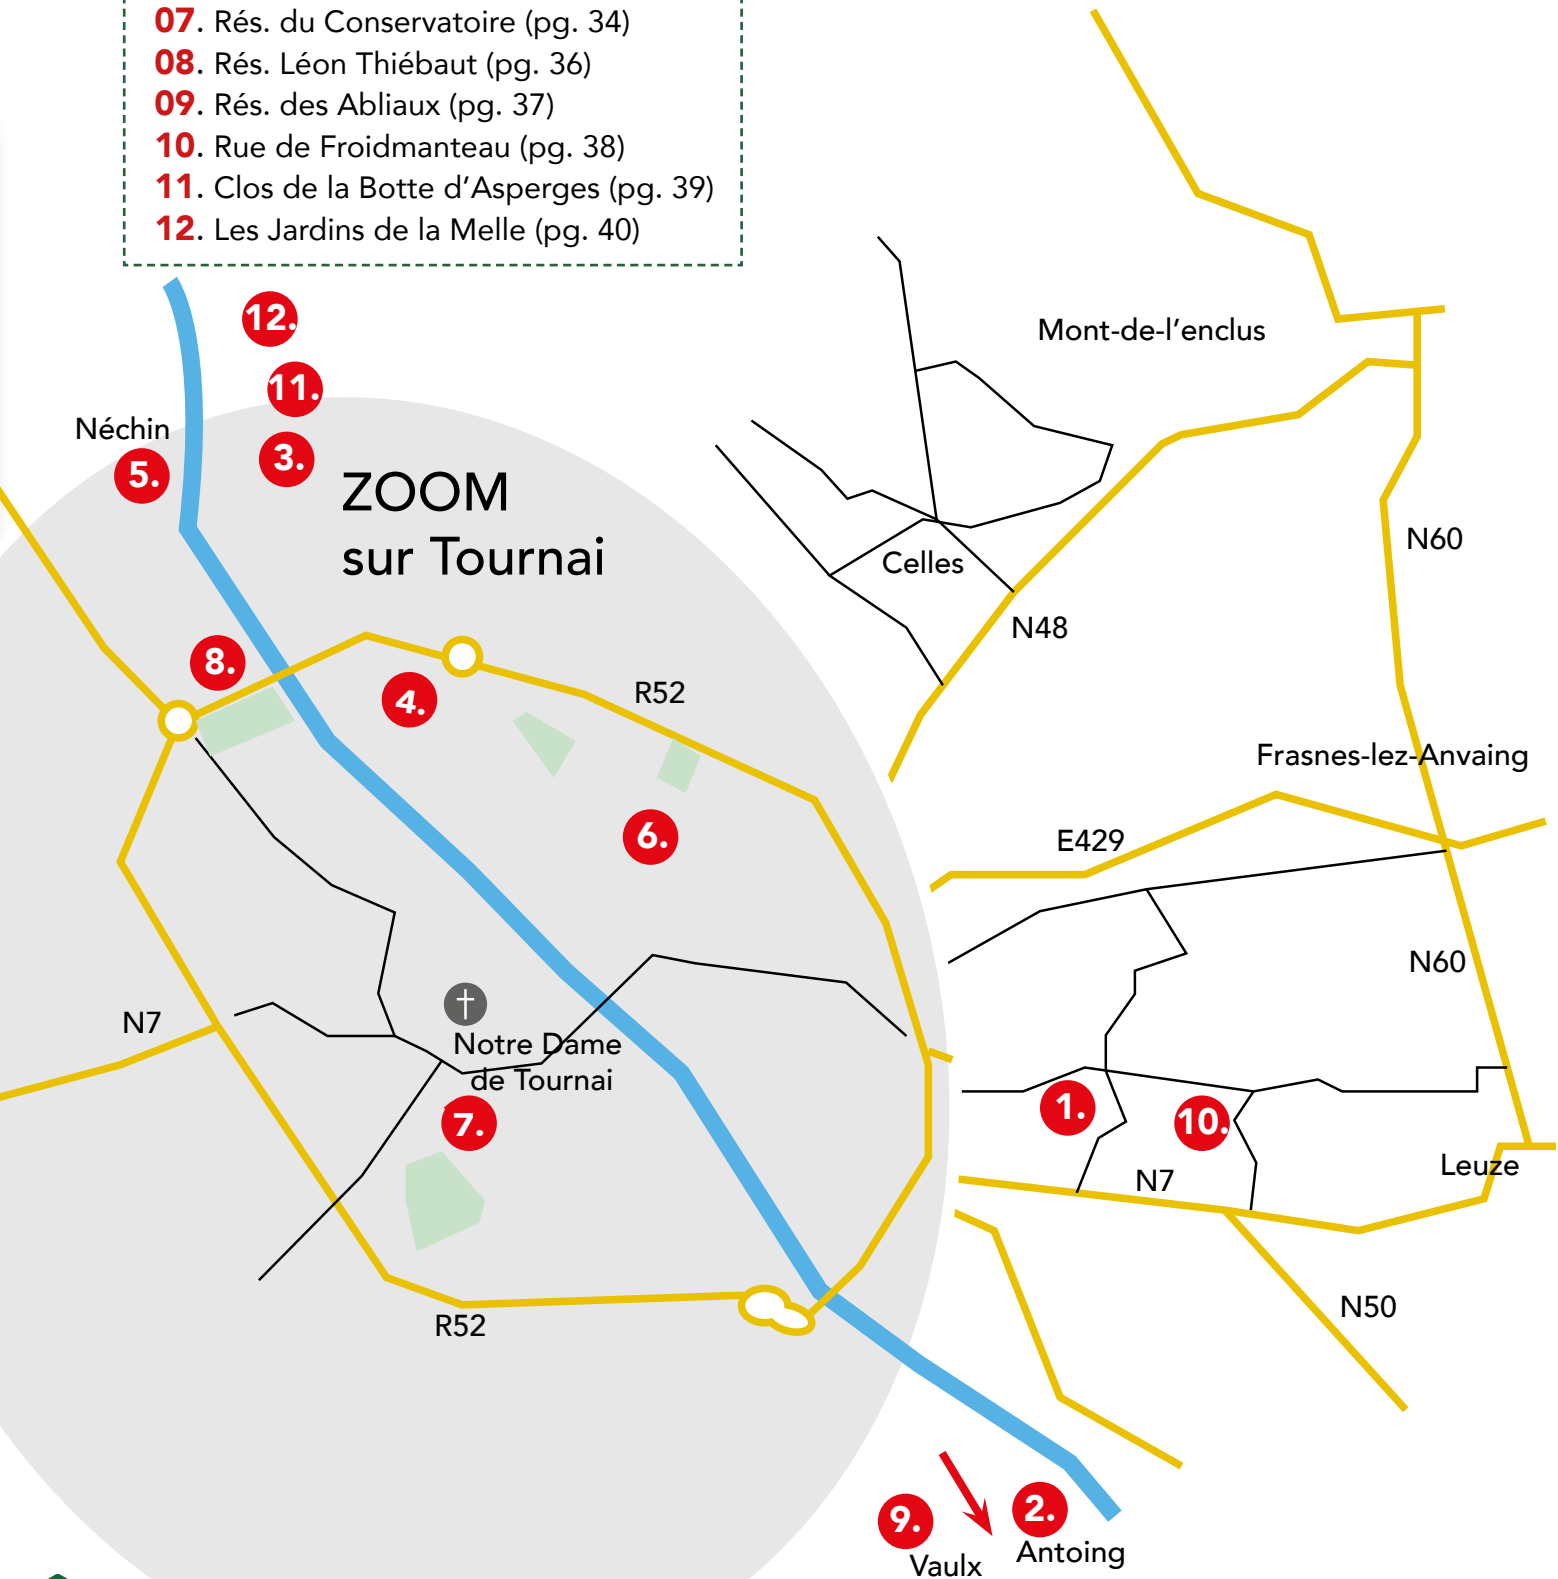 07. Rés. du Conservatoire (pg. 34)
08. Rés. Léon Thiébaut (pg. 36)
09. Rés. des Abliaux (pg. 37)
10. Rue de Froidmanteau (pg. 38)
11. Clos de la Botte d’Asperges (pg. 39)
12. Les Jardins de la Melle (pg. 40)
12.
11.
Néchin
5.
3.
ZOOM
sur Tournai
8.
4.
R52
6.
N7
Notre Dame
de Tournai
7.
R52
Mont-de-l’enclus
N60
Celles
N48
Frasnes-lez-Anvaing
E429
N60
1.
10.
N7
Leuze
N50
9.
Vaulx
2.
Antoing